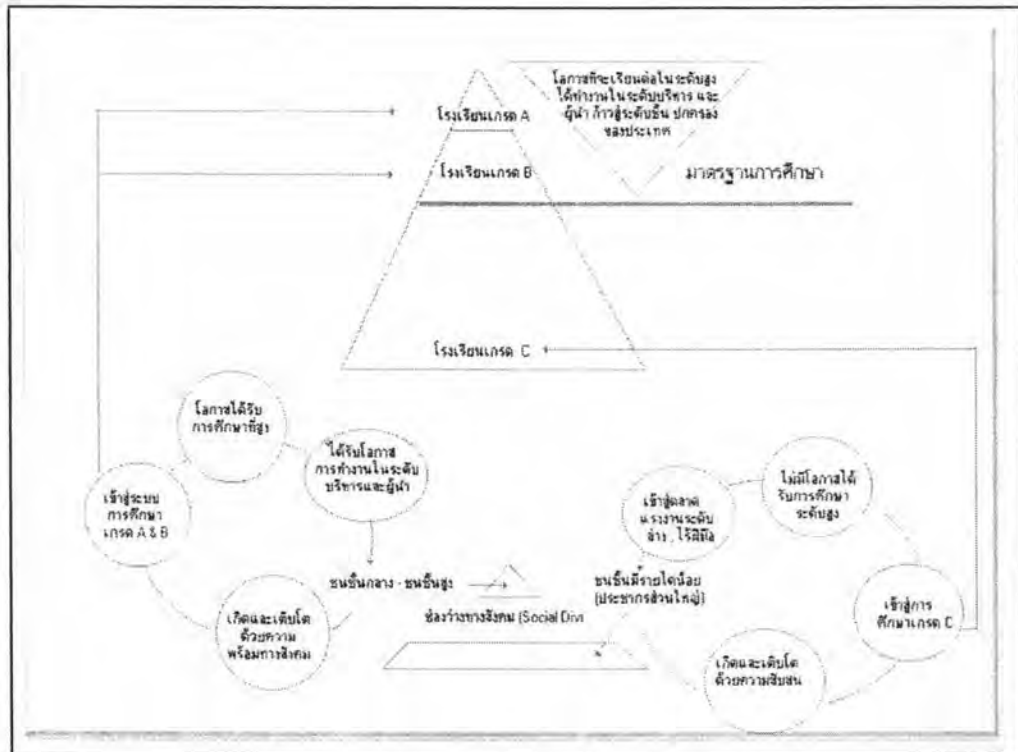 โอกาสที่จะเรียนต่อในระดับสูง
ได้ทำงานในระดับบริหาร และ
ผู้นำ ก้าวสู่ระดับชั้น ปกครอง
ของประเทศ
โรงเรียนเกรด A
โรงเรียนเกรด B
มาตรฐานการศึกษา
โรงเรียนเกรด C
โอกาสได้รับ
การศึกษาที่สูง
ได้รับโอกาส
การทำงานในระดับ
บริหารและผู้นำ
เข้าสู่ระบบ
การศึกษา
เกรด A & B
ชนชั้นกลาง - ชนชั้นสูง
เกิดและเติบโต
ด้วยความ
พร้อมทางสังคม
ช่องว่างทางสังคม (Social Divi
ไม่มีโอกาสได้
รับการศึกษา
ระดับสูง
เข้าสู่ตลาด
แรงงานระดับ
ล่าง , ไร้ฝีมือ
ชนชั้นมีรายได้น้อย
(ประชากรส่วนใหญ่)
เข้าสู่การ
ศึกษาเกรด C
เกิดและเติบโต
ด้วยความสับสน